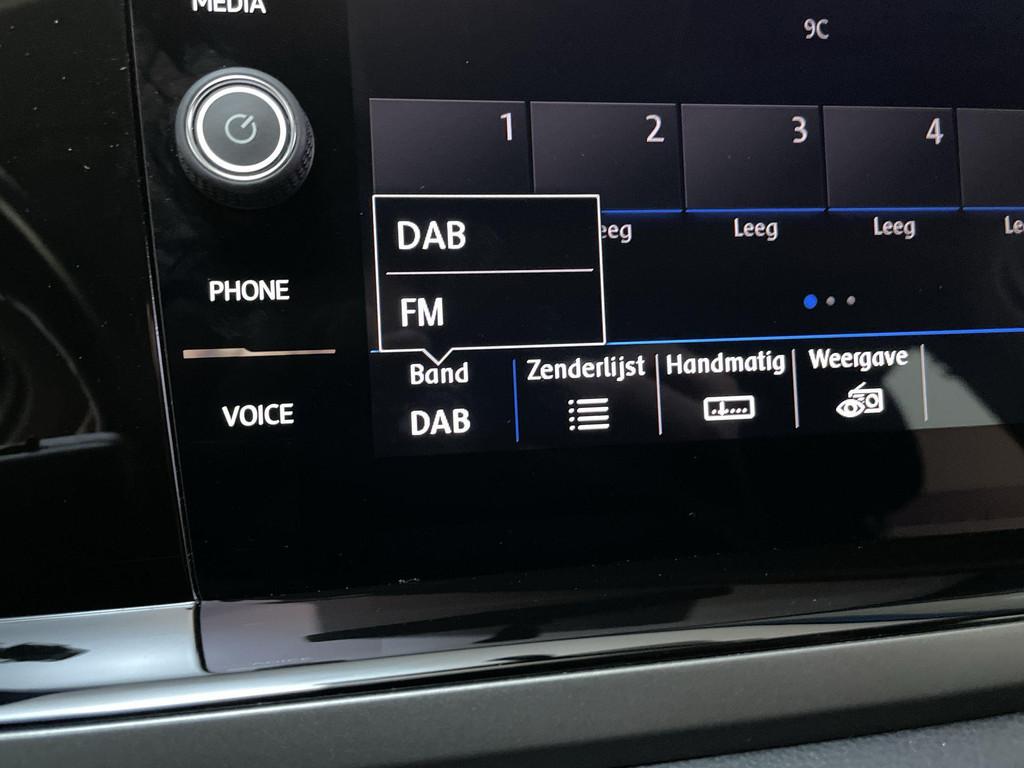 MEDIA
9C
1 2 3 4
DAB
eeg Leeg Leeg Le
FM
PHONE
Band Zenderlijst Handmatig Weergave
DAB
VOICE